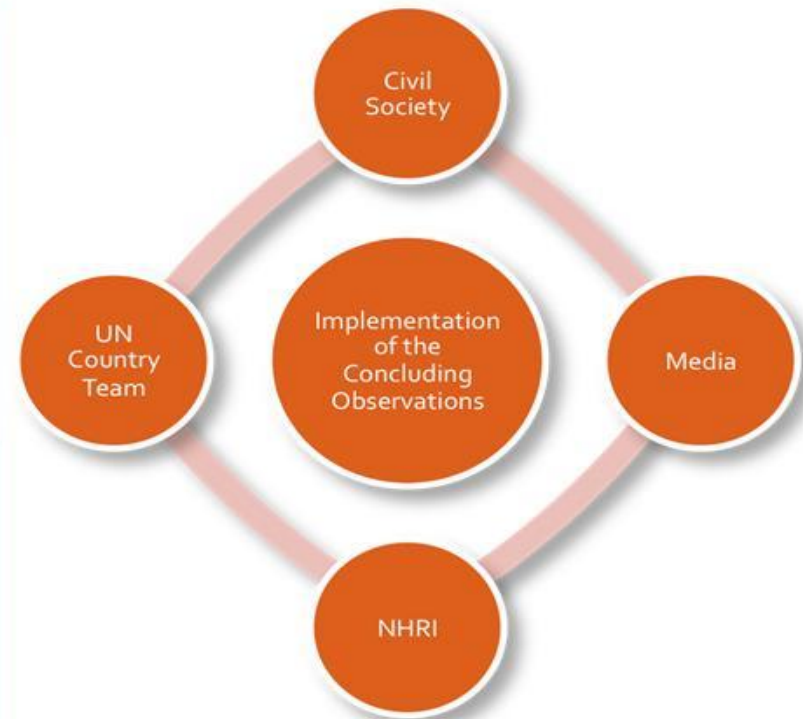 Civil
Society
UN
Country
Team
Implementation
of the
Concluding
Observations
Media
NHRI